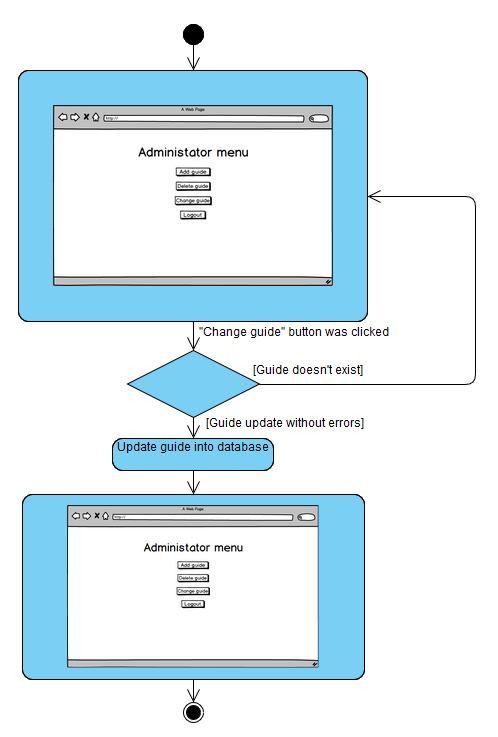 A Web Page
http://
Administator menu
Add guide
Delete guide
Change guide
Logout
"Change guide" button was clicked
[Guide doesn't exist]
[Guide update without errors]
Update guide into database
A Web Page
http://
Administator menu
Add guide
Delete guide
Change guide
Logout